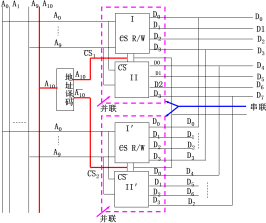 A₀ A₁ A₉ A₁₀
A₀
A₉
A₁₀
地址译码
A₁₀
A₁₀
CS₁
CS₂
I
CS R/W
CS
II
D₀
D₁
D₂
D₃
D0
D1
D2
D₃
并联
D₀
D1
D₂
D₃
D₄
D₅
D₆
D₇
串联
A₀
A₉
I'
CS R/W
CS
II'
D₀
D₁
D₂
D₃
D₄
D₅
D₆
D₇
D₀
D₁
D₂
D₃
D₄
D₅
D₆
D₇
并联